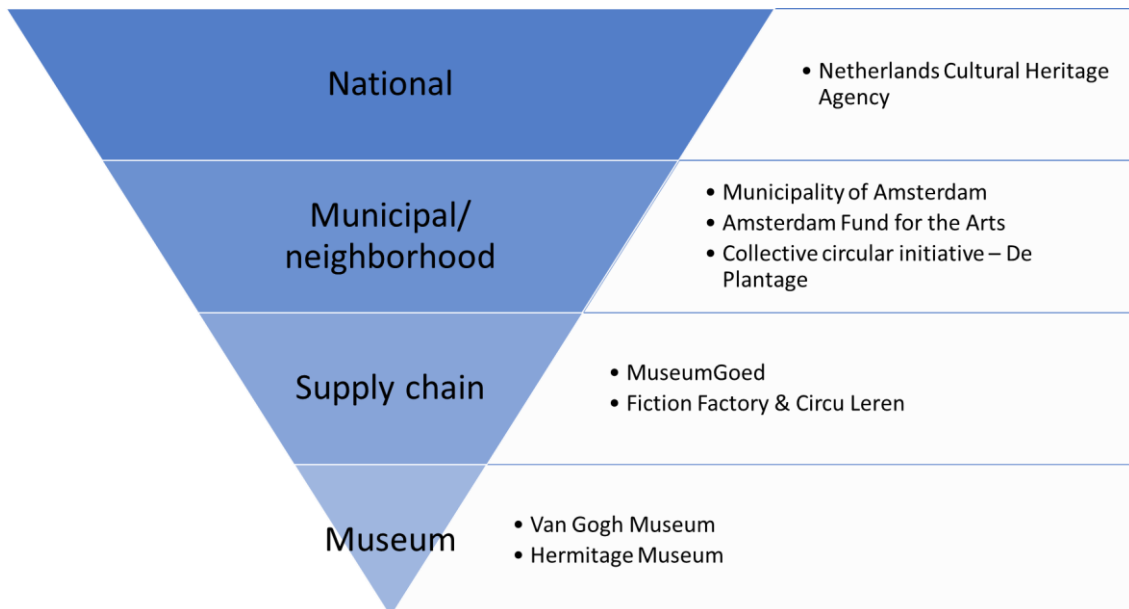 National
• Netherlands Cultural Heritage
Agency
Municipal/
neighborhood
• Municipality of Amsterdam
• Amsterdam Fund for the Arts
• Collective circular initiative – De
Plantage
Supply chain
• MuseumGoed
• Fiction Factory & Circu Leren
Museum
• Van Gogh Museum
• Hermitage Museum